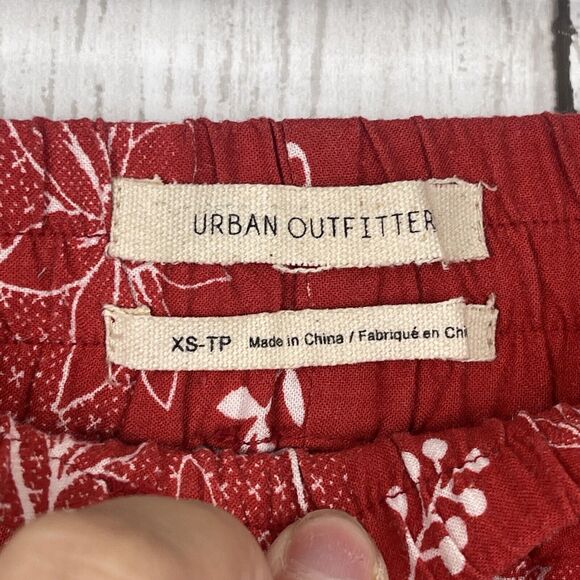 URBAN OUTFITTER
XS-TP Made in China / Fabriqué en Chi